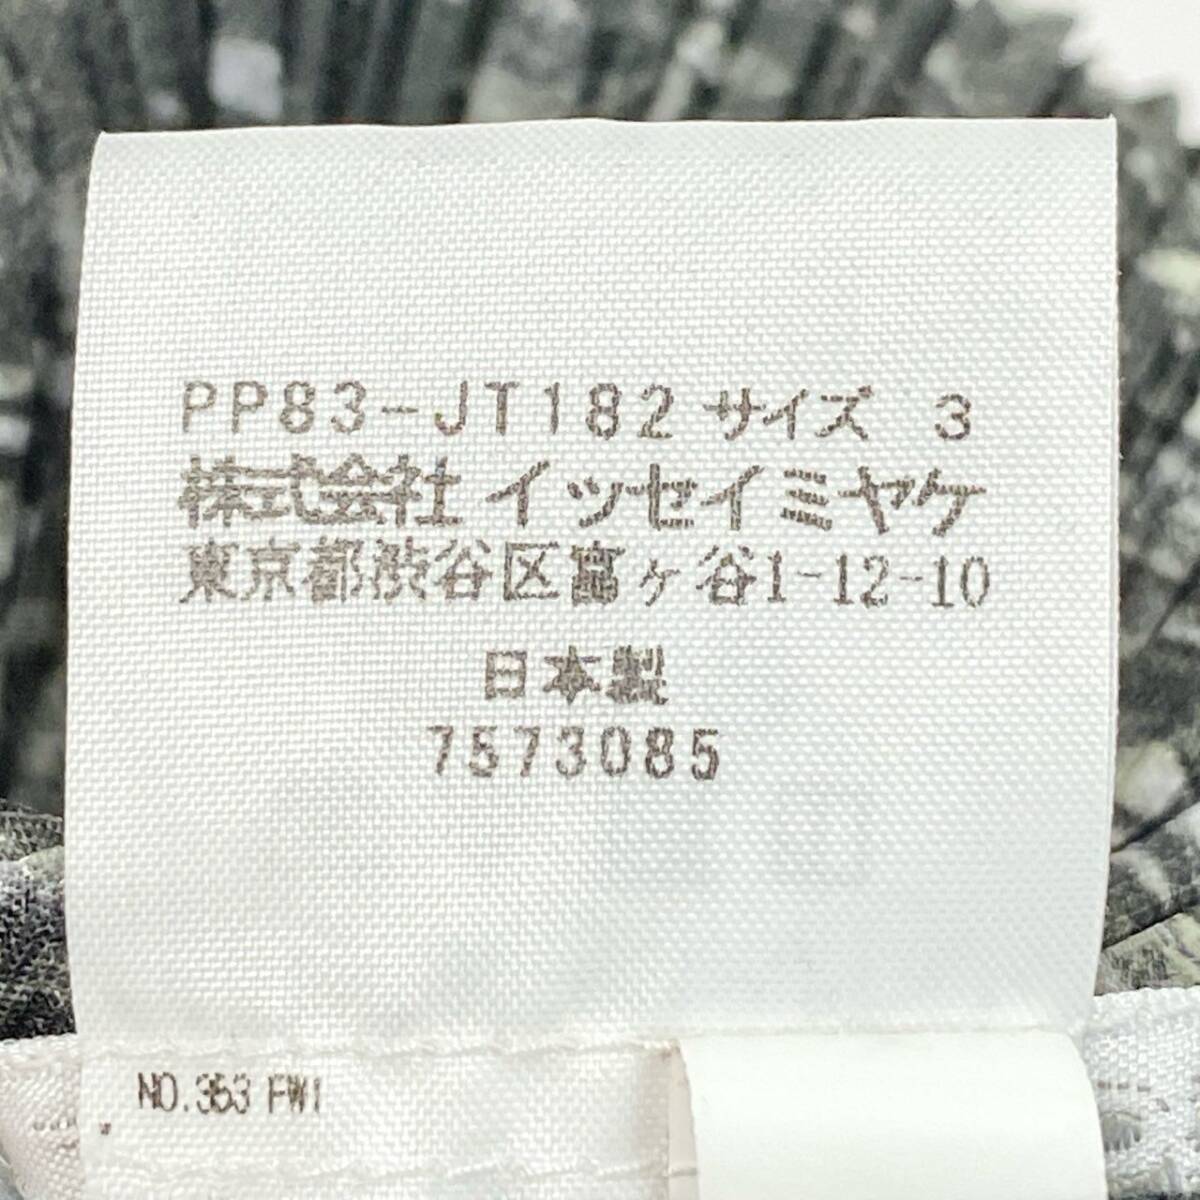 PP83-JT182 サイズ 3
株式会社 イッセイミヤケ
東京都渋谷区富ヶ谷1-12-10
日本製
7573085
NO.353 FW1